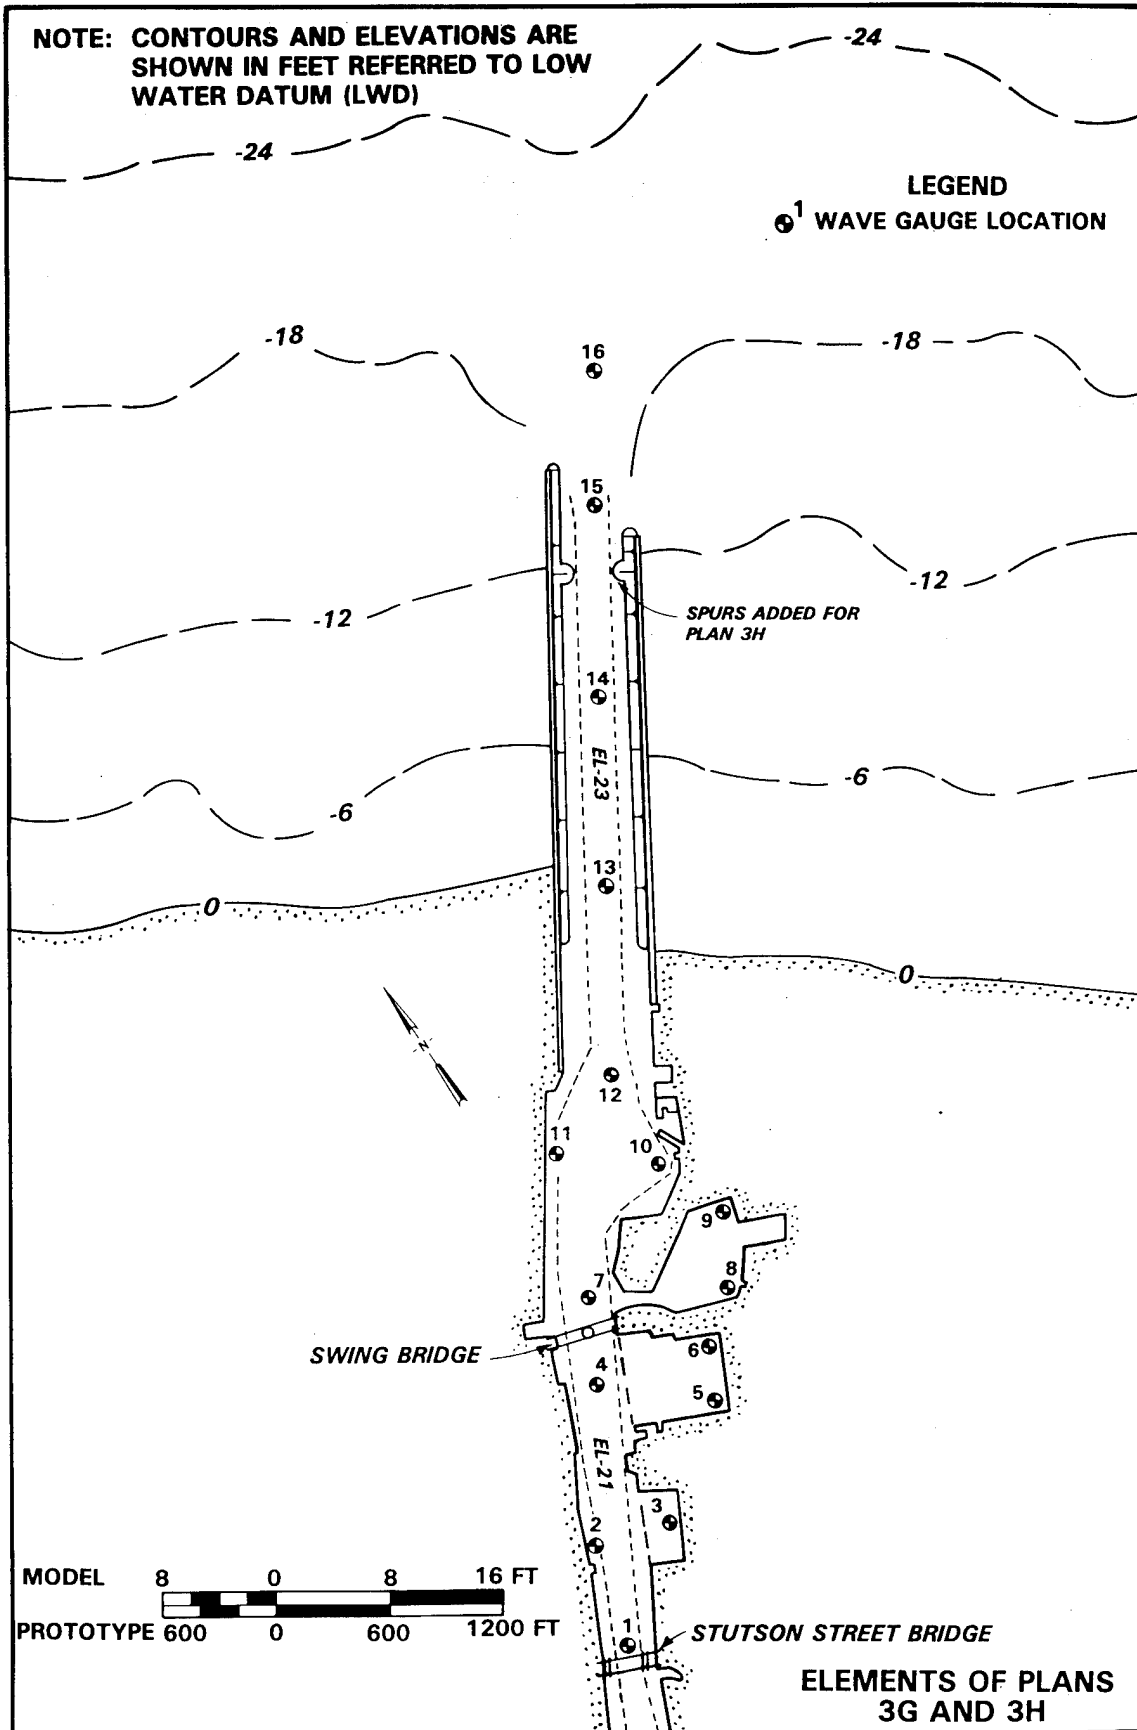 NOTE: CONTOURS AND ELEVATIONS ARE
SHOWN IN FEET REFERRED TO LOW
WATER DATUM (LWD)
-24
-24
LEGEND
1 WAVE GAUGE LOCATION
-18
-18
16
15
-12
-12
SPURS ADDED FOR
PLAN 3H
14
EL-23
-6
-6
13
0
0
N
12
11
10
9
8
7
SWING BRIDGE
6
4
5
EL-21
3
2
MODEL 8 0 8 16 FT
PROTOTYPE 600 0 600 1200 FT
1
STUTSON STREET BRIDGE
ELEMENTS OF PLANS
3G AND 3H